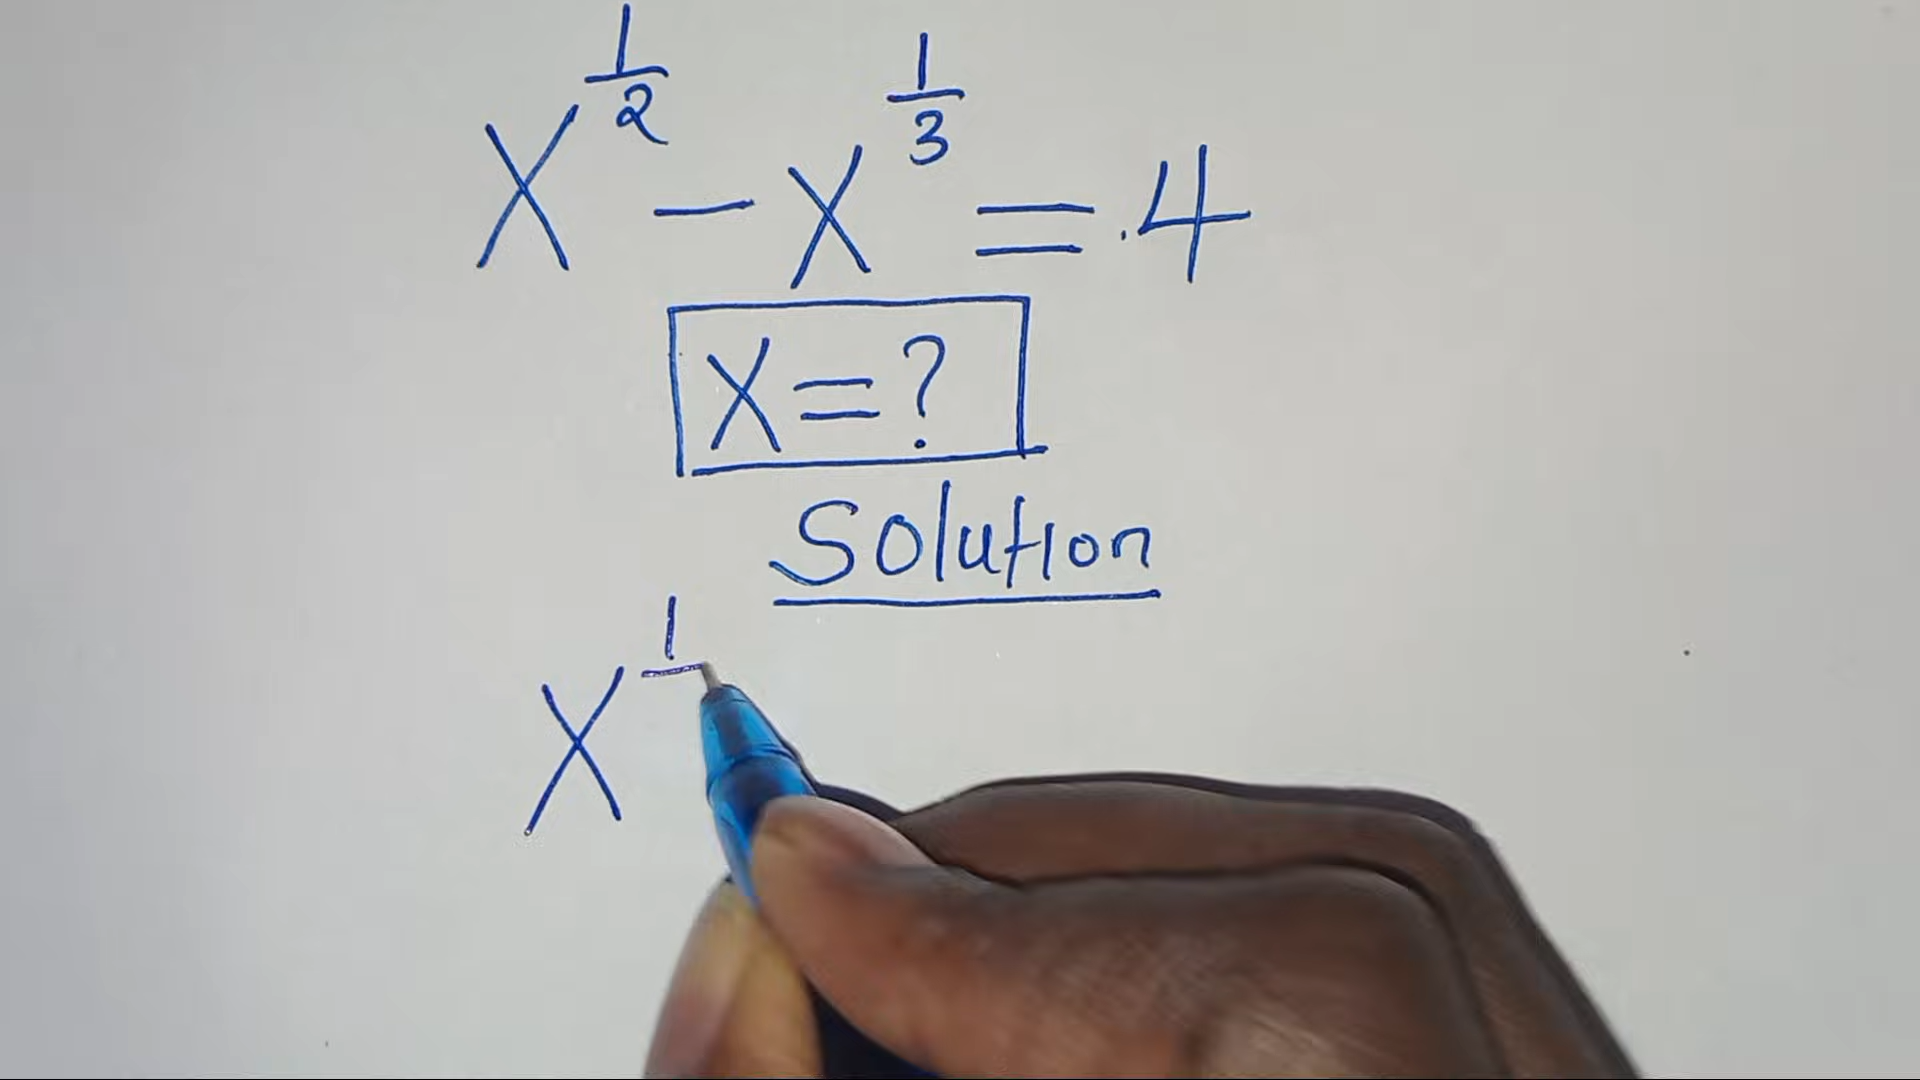 x^{1/2} - x^{1/3} = 4
x = ?
Solution
x^{1/}